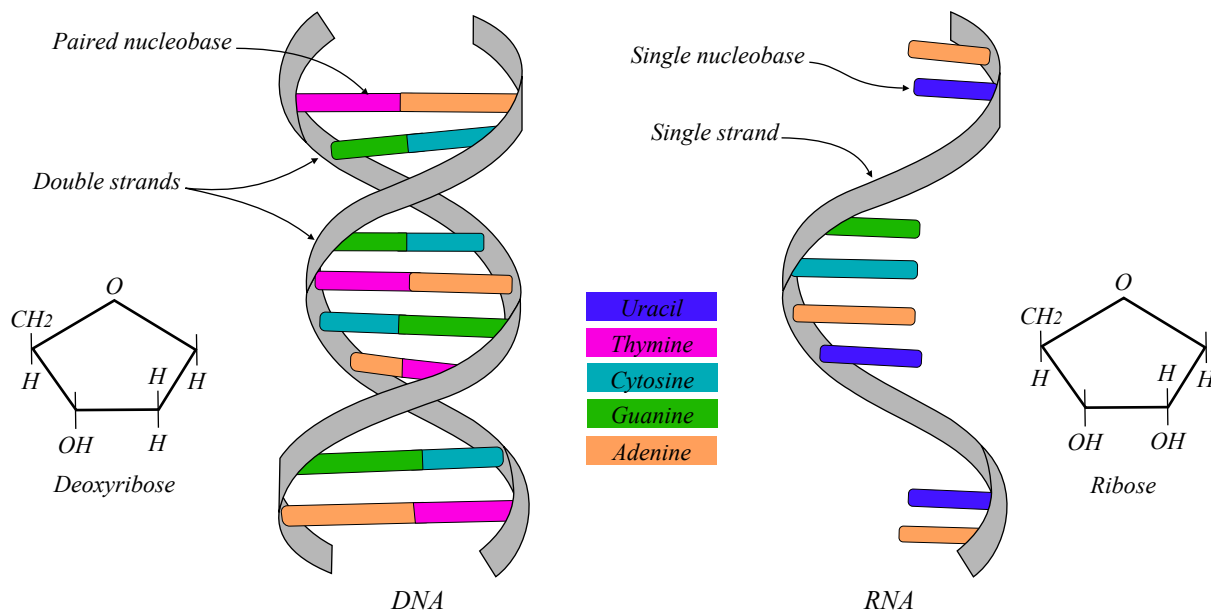 Paired nucleobase
Double strands
O
CH2
H
H
H
OH
H
Deoxyribose
DNA
Uracil
Thymine
Cytosine
Guanine
Adenine
Single nucleobase
Single strand
O
CH2
H
H
H
OH
OH
Ribose
RNA